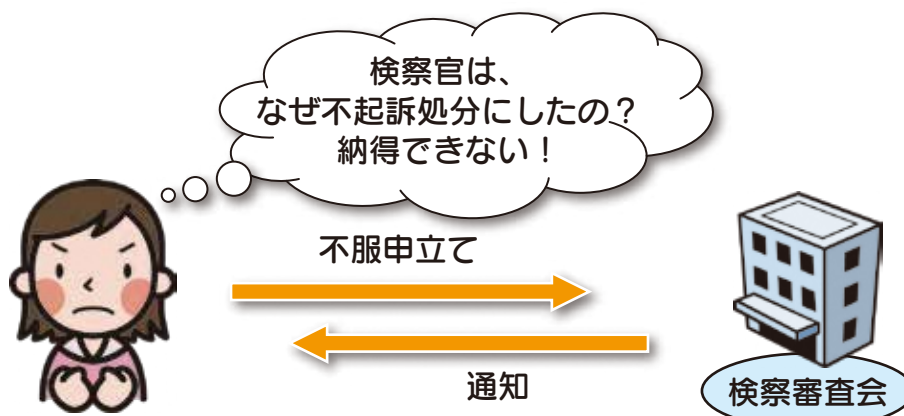 検察官は、
なぜ不起訴処分にしたの？
納得できない！
不服申立て
通知
検察審査会